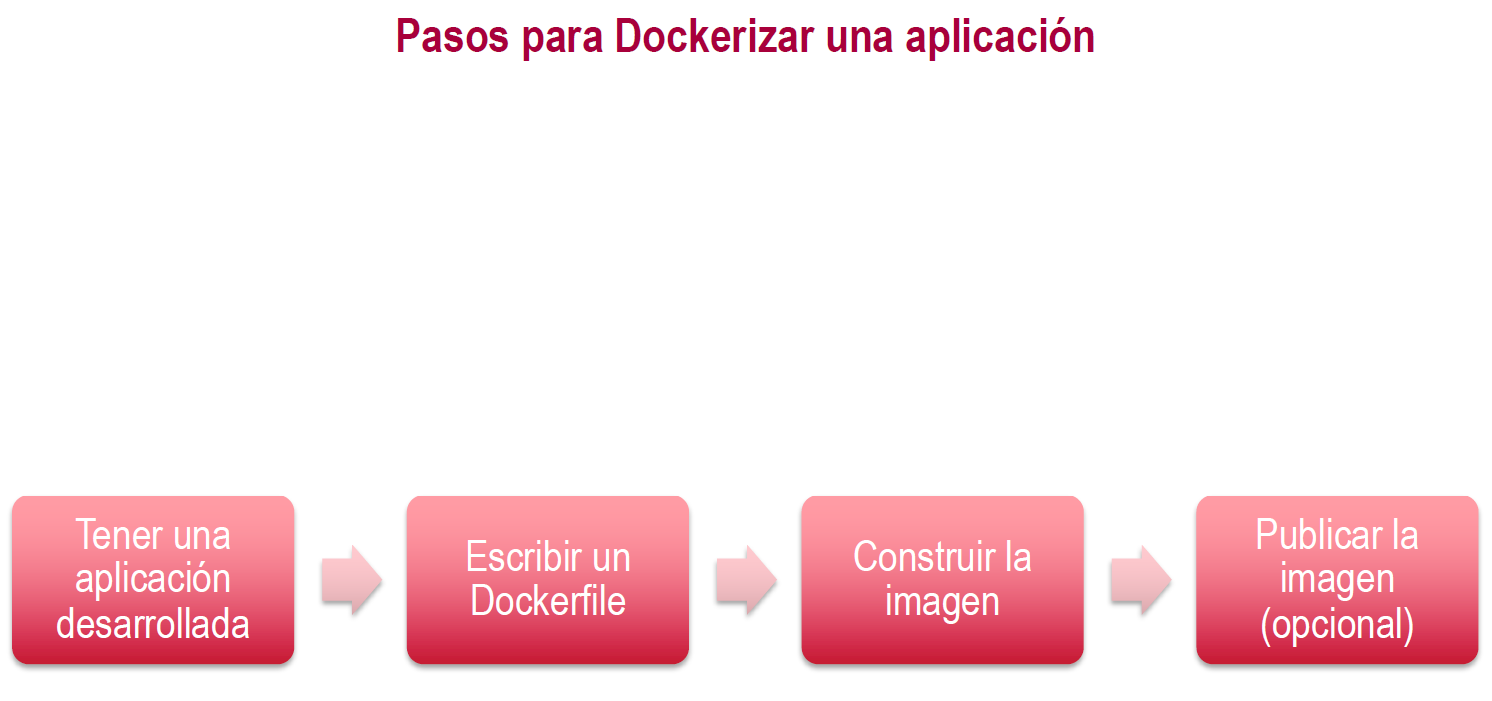 Pasos para Dockerizar una aplicación
Tener una
aplicación
desarrollada
Escribir un
Dockerfile
Construir la
imagen
Publicar la
imagen
(opcional)